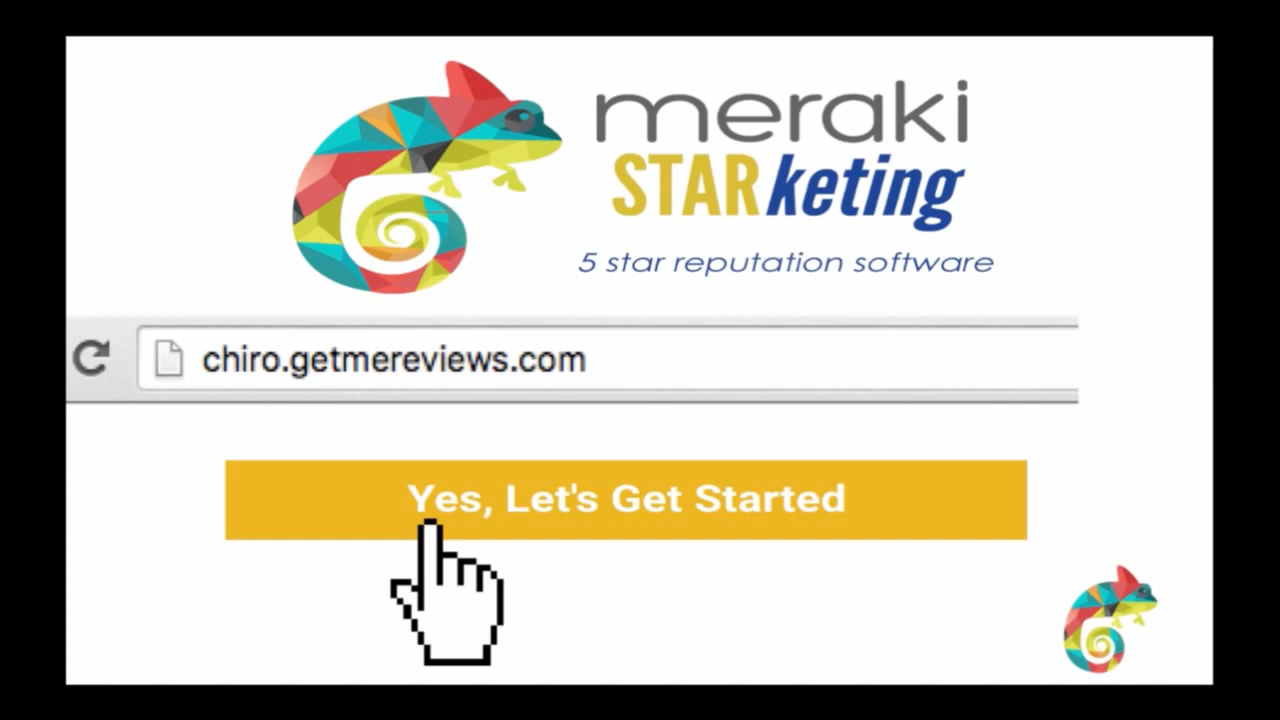 meraki
STARketing
5 star reputation software
chiro.getmereviews.com
Yes, Let's Get Started